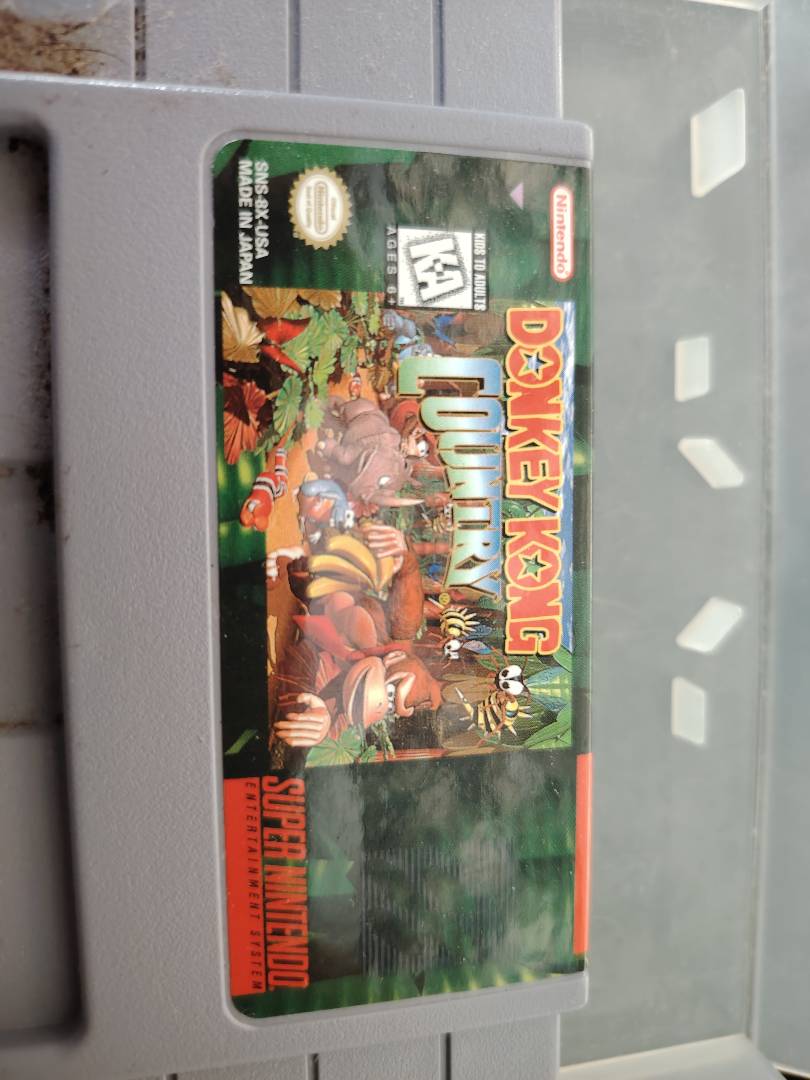 Nintendo®
KIDS TO ADULTS
K-A
AGES 6+
DONKEY KONG
COUNTRY
Nintendo
SNS-8X-USA
MADE IN JAPAN
SUPER NINTENDO
ENTERTAINMENT SYSTEM